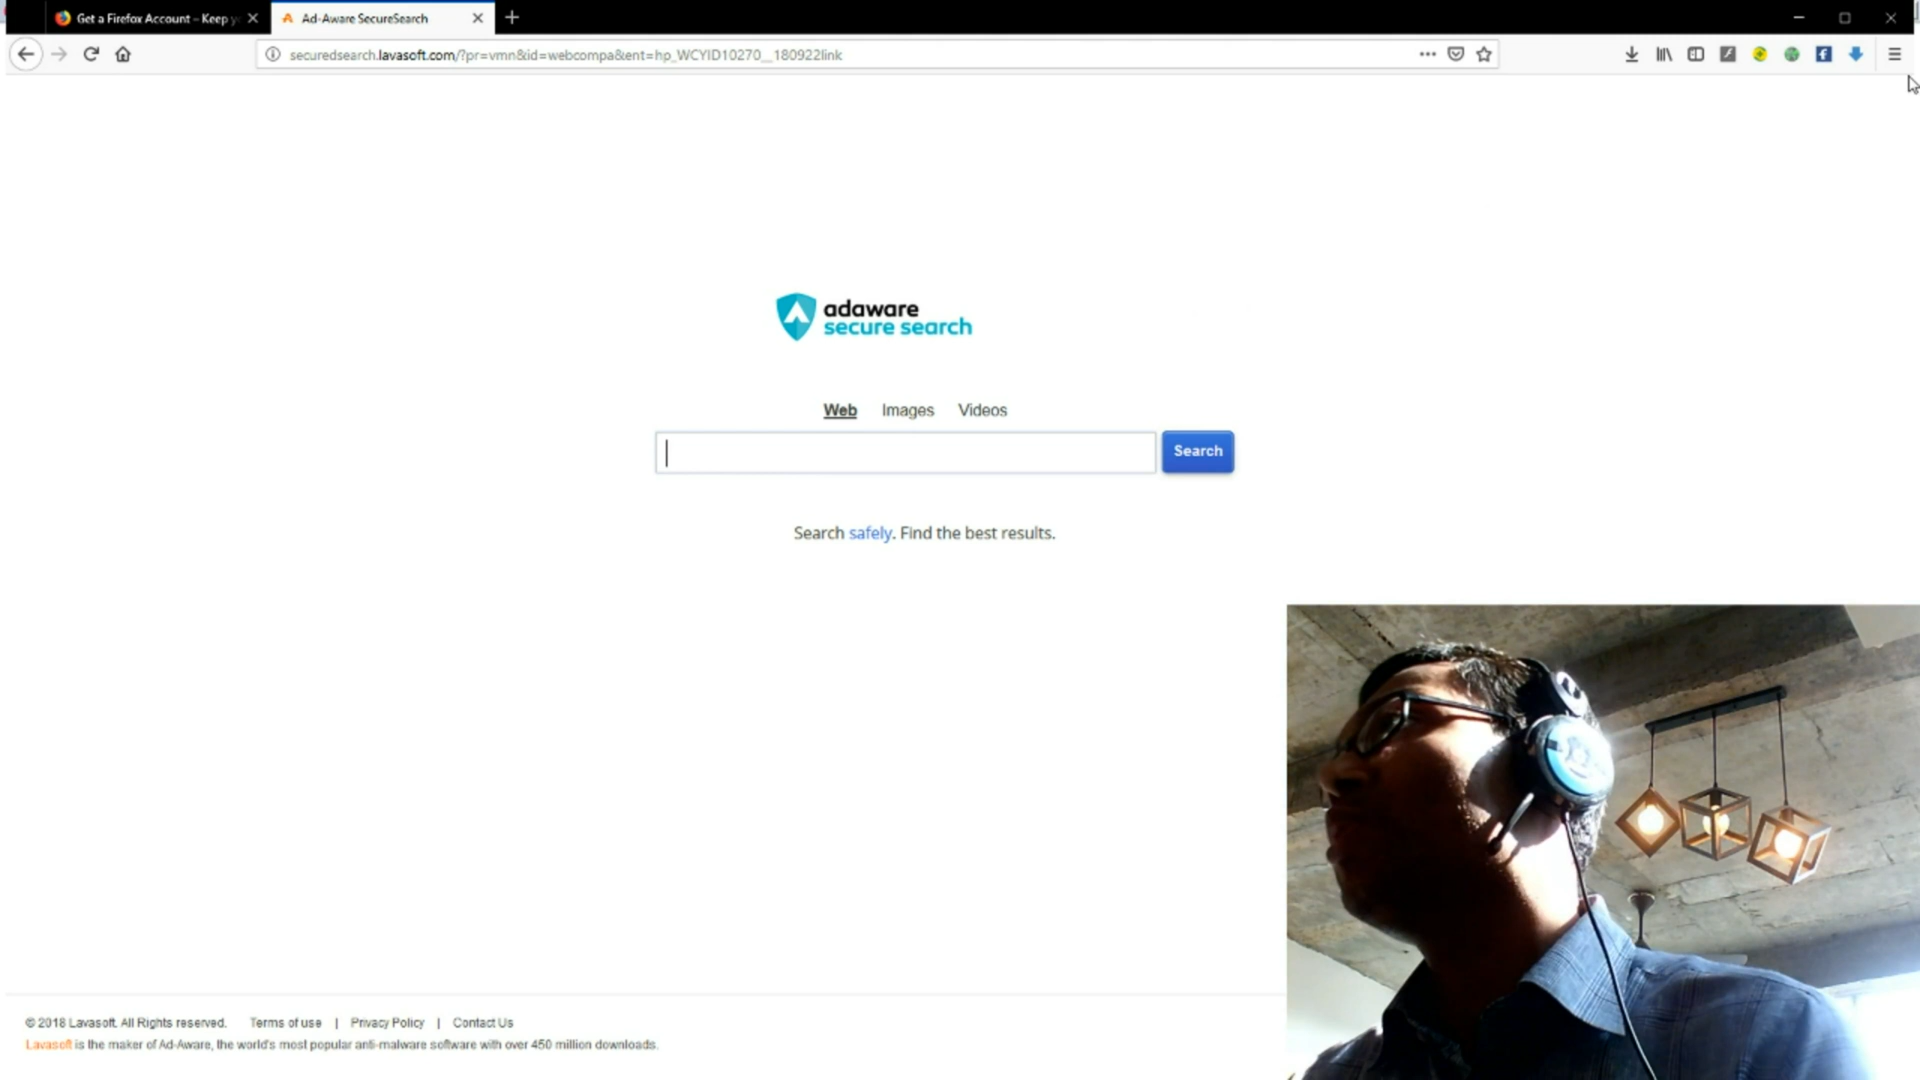 Get a Firefox Account – Keep y
Ad-Aware SecureSearch
securedsearch.lavasoft.com/?pr=vmn&id=webcompa&ent=hp_WCYID10270__180922link
adaware
secure search
Web Images Videos
Search
Search safely. Find the best results.
© 2018 Lavasoft. All Rights reserved. Terms of use | Privacy Policy | Contact Us
Lavasoft is the maker of Ad-Aware, the world's most popular anti-malware software with over 450 million downloads.